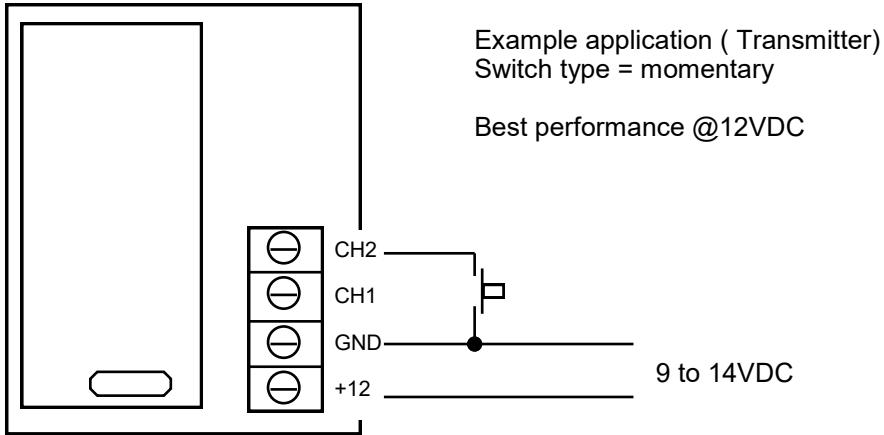 Example application ( Transmitter)
Switch type = momentary
Best performance @12VDC
CH2
CH1
GND
+12
9 to 14VDC